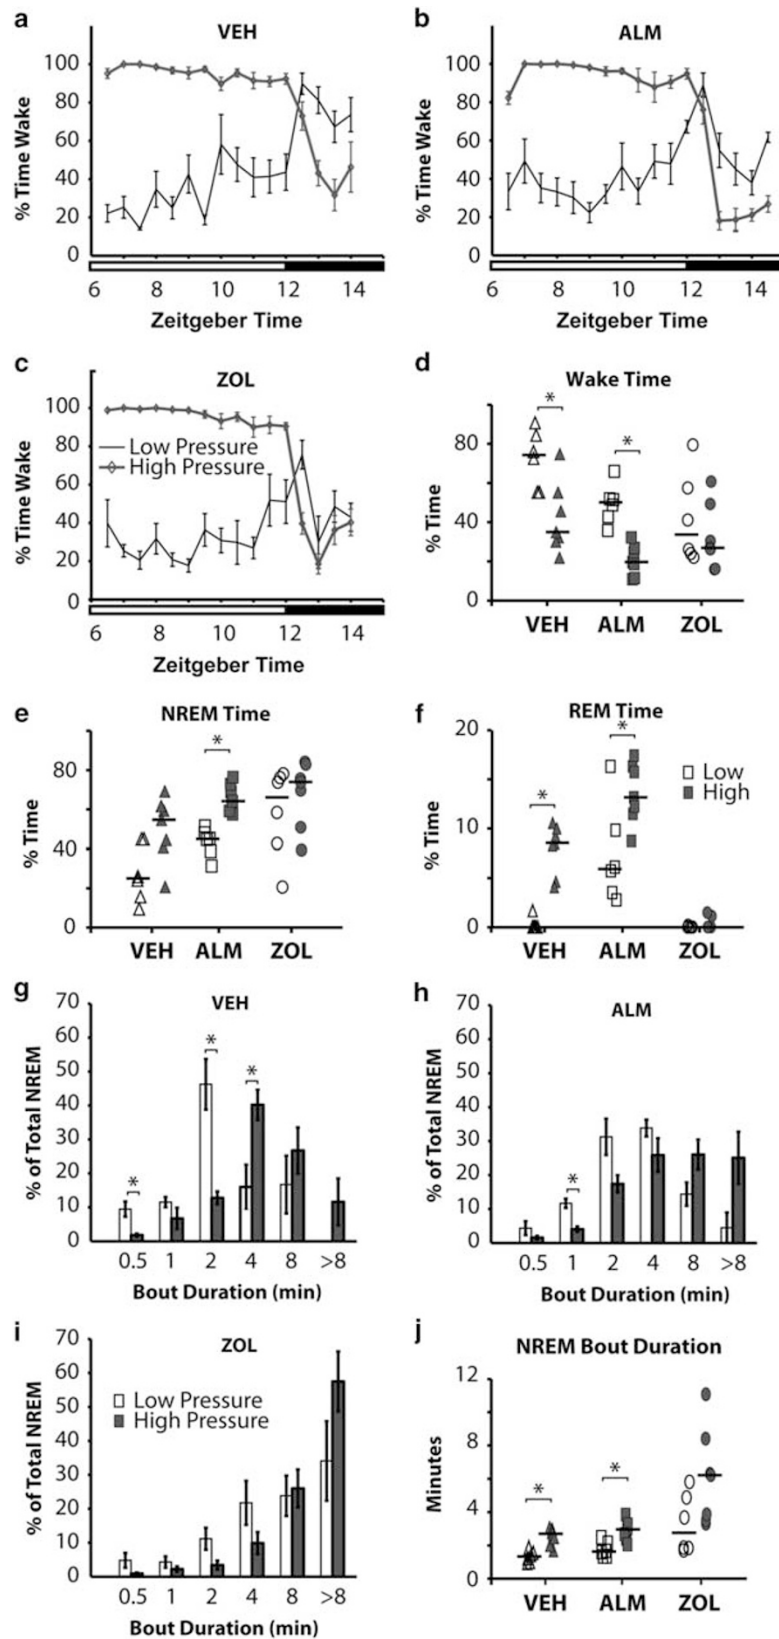 a
VEH
% Time Wake
100
80
60
40
20
0
6 8 10 12 14
Zeitgeber Time
b
ALM
% Time Wake
100
80
60
40
20
0
6 8 10 12 14
Zeitgeber Time
c
ZOL
% Time Wake
100
80
60
40
20
0
Low Pressure
High Pressure
6 8 10 12 14
Zeitgeber Time
d
Wake Time
% Time
80
40
0
* *
VEH ALM ZOL
e
NREM Time
% Time
80
40
0
*
VEH ALM ZOL
f
REM Time
% Time
20
10
0
* *
Low
High
VEH ALM ZOL
g
VEH
% of Total NREM
70
60
50
40
30
20
10
0
* * *
0.5 1 2 4 8 >8
Bout Duration (min)
h
ALM
% of Total NREM
70
60
50
40
30
20
10
0
*
0.5 1 2 4 8 >8
Bout Duration (min)
i
ZOL
% of Total NREM
70
60
50
40
30
20
10
0
Low Pressure
High Pressure
0.5 1 2 4 8 >8
Bout Duration (min)
j
NREM Bout Duration
Minutes
12
8
4
0
* *
VEH ALM ZOL